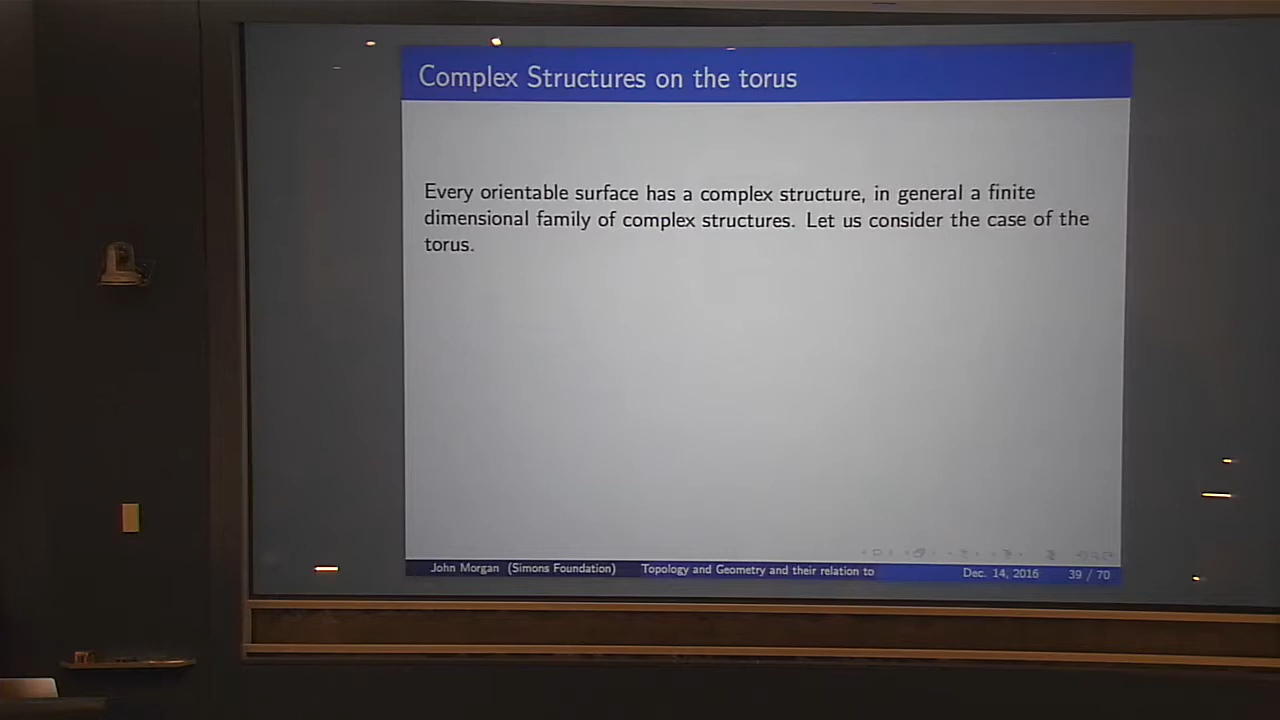 Complex Structures on the torus
Every orientable surface has a complex structure, in general a finite
dimensional family of complex structures. Let us consider the case of the
torus.
John Morgan (Simons Foundation) Topology and Geometry and their relation to Dec. 14, 2016 39 / 70